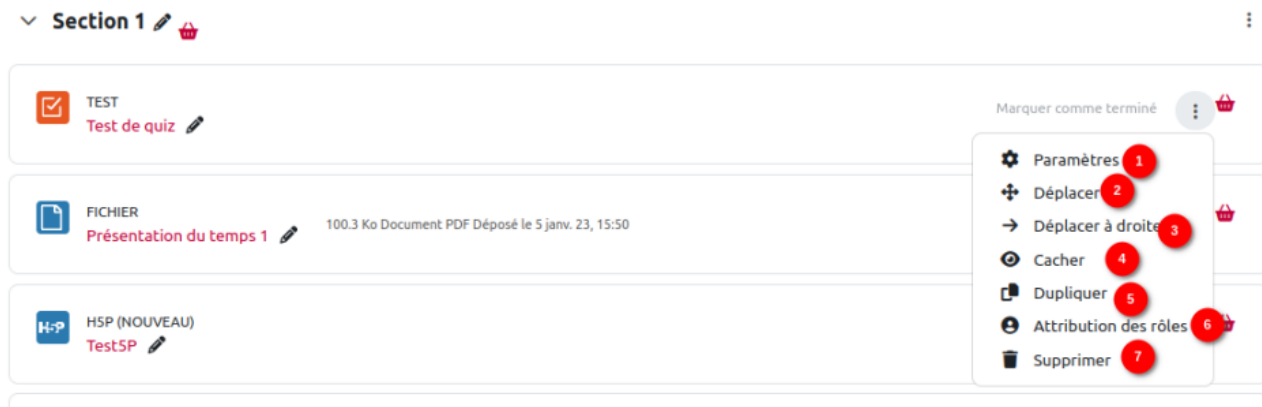 Section 1
TEST
Test de quiz
Marquer comme terminé
Paramètres 1
Déplacer 2
Déplacer à droite 3
Cacher 4
Dupliquer 5
Attribution des rôles 6
Supprimer 7
FICHIER
Présentation du temps 1
100.3 Ko Document PDF Déposé le 5 janv. 23, 15:50
H5P
H5P (NOUVEAU)
Test5P